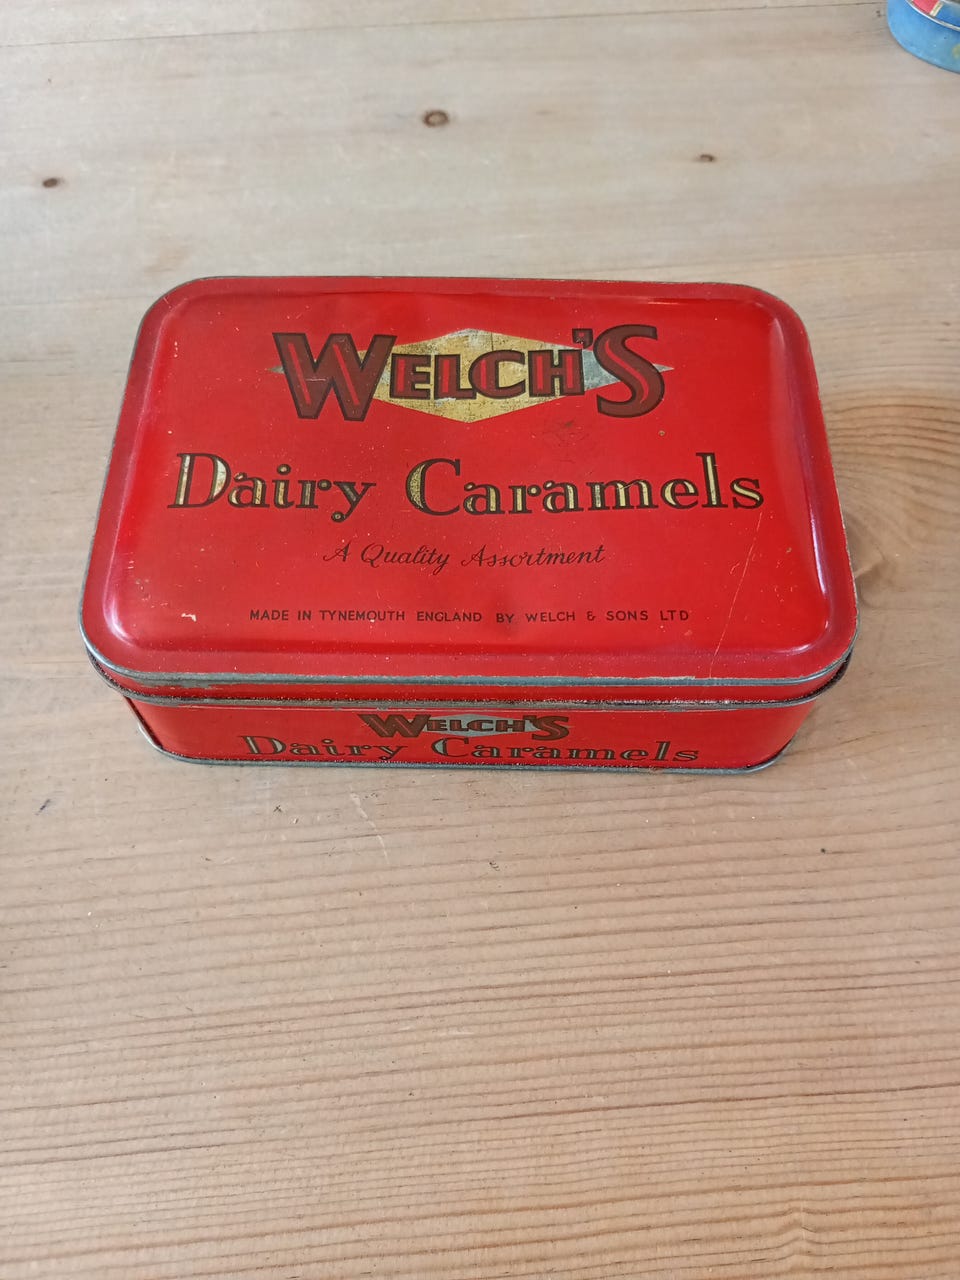 WELCH'S
Dairy Caramels
A Quality Assortment
MADE IN TYNEMOUTH ENGLAND BY WELCH & SONS LTD
WELCH'S
Dairy Caramels